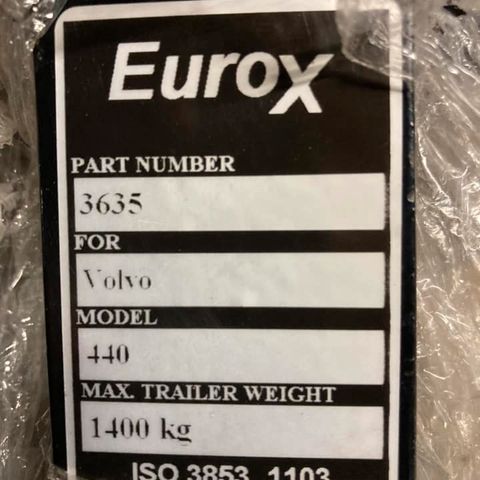 EuroX
PART NUMBER
3635
FOR
Volvo
MODEL
440
MAX. TRAILER WEIGHT
1400 kg
ISO 3853 1103